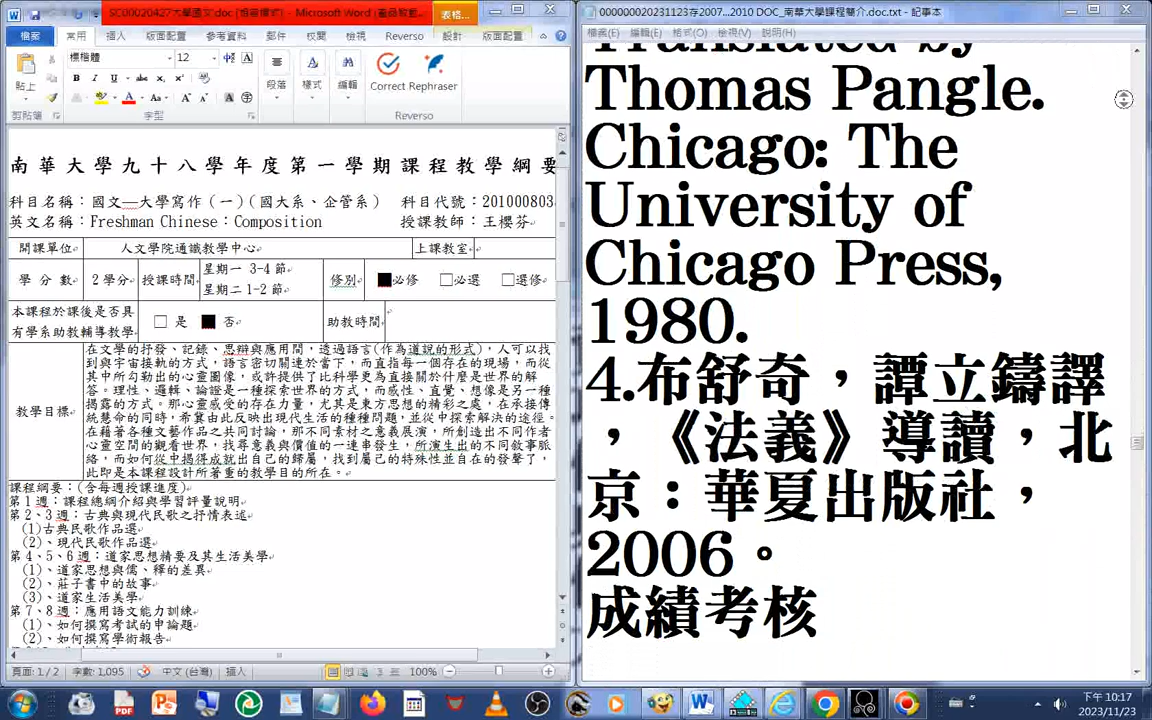 SC00020427大學國文.doc [相容模式] - Microsoft Word (產品啟動...
表格...
檔案 常用 插入 版面配置 參考資料 郵件 校閱 檢視 Reverso 設計 版面配置
標楷體 12
貼上 段落 樣式 編輯 Correct Rephraser
剪貼簿 字型 Reverso
南華大學九十八學年度第一學期課程教學綱要
科目名稱：國文—大學寫作(一)(國大系、企管系) 科目代號：201000803
英文名稱：Freshman Chinese：Composition 授課教師：王櫻芬
開課單位 人文學院通識教學中心 上課教室
學分數 2學分 授課時間 星期一 3-4節 修別 ■必修 □必選 □選修
星期二 1-2節
本課程於課後是否具 □ 是 ■ 否 助教時間
有學系助教輔導教學
教學目標
在文學的抒發、記錄、思辯與應用間，透過語言(作為道說的形式)，人可以找
到與宇宙接軌的方式，語言密切關連於當下，而直指每一個存在的現場，而從
其中所勾勒出的心靈圖像，或許提供了比科學更為直接關於什麼是世界的解
答。理性、邏輯、論證是一種探索世界的方式，而感性、直覺、想像是另一種
揭露的方式。那心靈感受的存在力量，尤其是東方思想的精彩之處，在承接傳
統慧命的同時，希冀由此反映出現代生活的種種問題，並從中探索解決的途徑。
在藉著各種文藝作品之共同討論，那不同素材之意義展演，所創造出不同作者
心靈空間的觀看世界，找尋意義與價值的一連串發生，所演生出的不同敘事脈
絡，而如何從中揭得成就出自己的歸屬，找到屬己的特殊性並自在的發聲了，
此即是本課程設計所著重的教學目的所在。
課程綱要：(含每週授課進度)
第1週：課程總綱介紹與學習評量說明
第2、3週：古典與現代民歌之抒情表述
(1)古典民歌作品選
(2)、現代民歌作品選
第4、5、6週：道家思想精要及其生活美學
(1)、道家思想與儒、釋的差異
(2)、莊子書中的故事
(3)、道家生活美學
第7、8週：應用語文能力訓練
(1)、如何撰寫考試的申論題
(2)、如何撰寫學術報告
頁面：1/2 字數：1,095 中文(台灣) 插入 100%
000000020231123存2007...2010 DOC_南華大學課程簡介.doc.txt - 記事本
檔案(F) 編輯(E) 格式(O) 檢視(V) 說明(H)
Translated by
Thomas Pangle.
Chicago: The
University of
Chicago Press,
1980.
4.布舒奇，譚立鑄譯
，《法義》導讀，北
京：華夏出版社，
2006。
成績考核
下午 10:17
2023/11/23